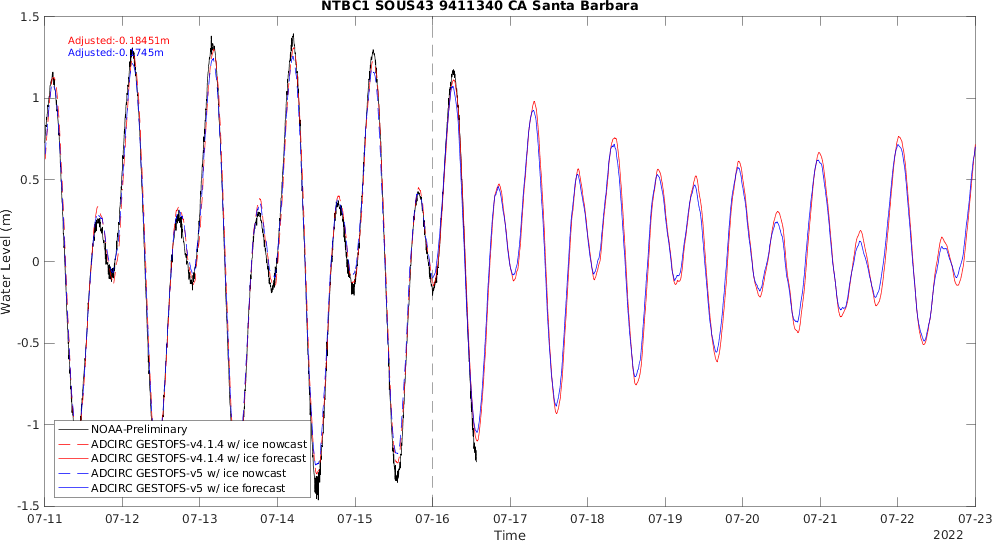 NTBC1 SOUS43 9411340 CA Santa Barbara
Adjusted:-0.18451m
1.5
1
0.5
0
-0.5
-1
-1.5
Water Level (m)
NOAA-Preliminary
ADCIRC GESTOFS-v4.1.4 w/ ice nowcast
ADCIRC GESTOFS-v4.1.4 w/ ice forecast
ADCIRC GESTOFS-v5 w/ ice nowcast
ADCIRC GESTOFS-v5 w/ ice forecast
07-11 07-12 07-13 07-14 07-15 07-16 07-17 07-18 07-19 07-20 07-21 07-22 07-23
Time
2022